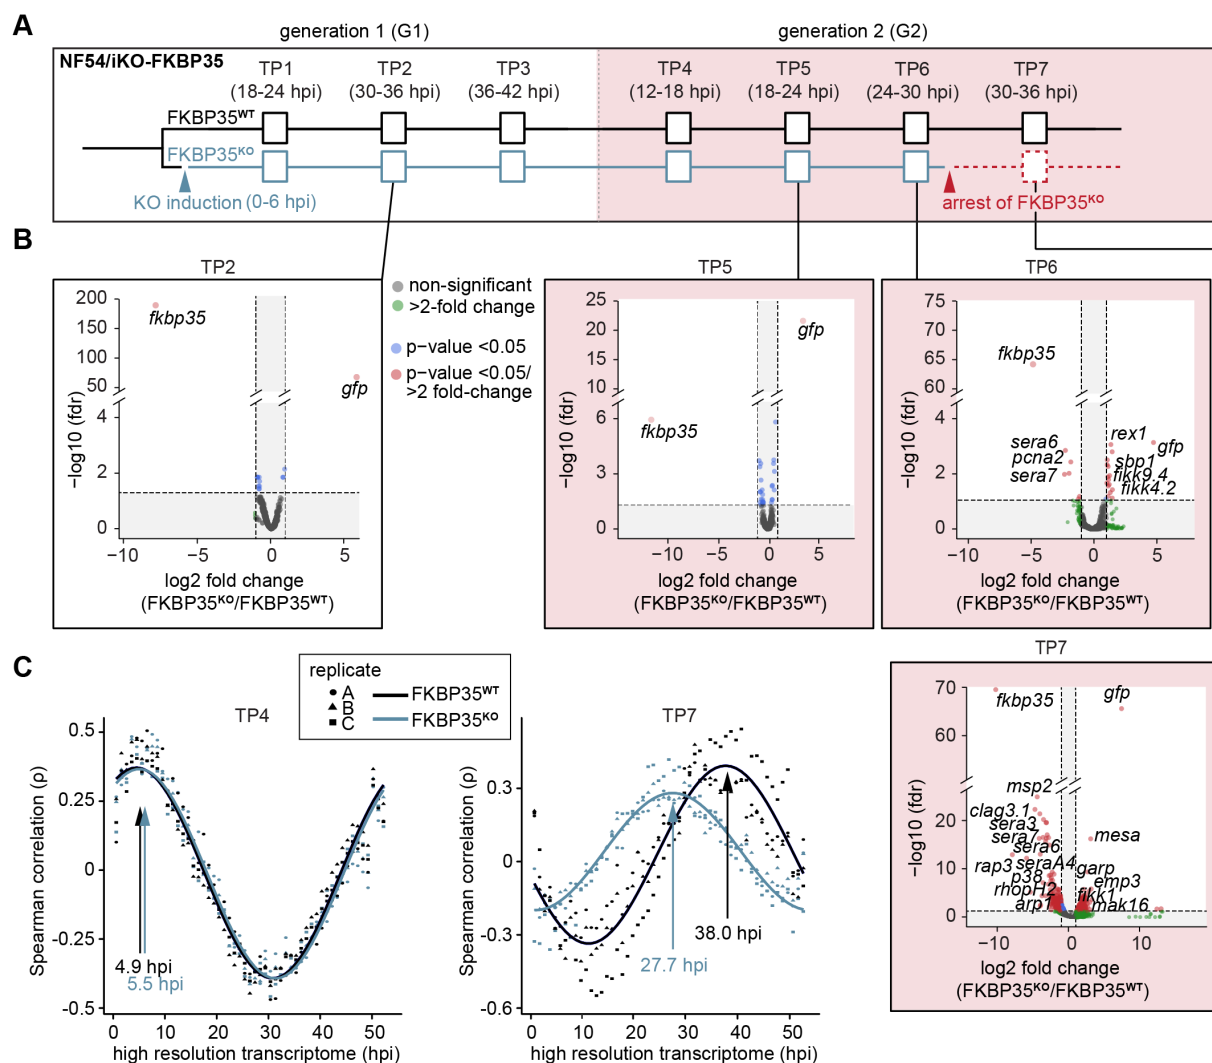 A
generation 1 (G1)
generation 2 (G2)
NF54/iKO-FKBP35
TP1
(18-24 hpi)
TP2
(30-36 hpi)
TP3
(36-42 hpi)
TP4
(12-18 hpi)
TP5
(18-24 hpi)
TP6
(24-30 hpi)
TP7
(30-36 hpi)
FKBP35WT
FKBP35KO
KO induction (0-6 hpi)
arrest of FKBP35KO
B
TP2
200
150
100
50
4
2
0
−log10 (fdr)
fkbp35
gfp
−10
−5
0
5
log2 fold change
(FKBP35KO/FKBP35WT)
non-significant
>2-fold change
p−value <0.05
p−value <0.05/
>2 fold-change
TP5
25
20
15
10
6
3
0
−log10 (fdr)
gfp
fkbp35
−10
−5
0
5
log2 fold change
(FKBP35KO/FKBP35WT)
TP6
75
70
65
60
4
2
0
−log10 (fdr)
fkbp35
rex1
gfp
sera6
pcna2
sera7
sbp1
fikk9.4
fikk4.2
−10
−5
0
5
log2 fold change
(FKBP35KO/FKBP35WT)
C
replicate
A
B
C
FKBP35WT
FKBP35KO
TP4
0.5
0.25
0
-0.25
-0.5
Spearman correlation (ρ)
4.9 hpi
5.5 hpi
0
10
20
30
40
50
high resolution transcriptome (hpi)
TP7
0.3
0
-0.3
-0.6
Spearman correlation (ρ)
38.0 hpi
27.7 hpi
0
10
20
30
40
50
high resolution transcriptome (hpi)
TP7
70
60
20
10
0
−log10 (fdr)
fkbp35
gfp
msp2
clag3.1
sera3
sera7
sera6
mesa
rap3
seraA4
garp
p38
emp3
rhopH2
fikk1
arp1
mak16
−10
0
10
log2 fold change
(FKBP35KO/FKBP35WT)